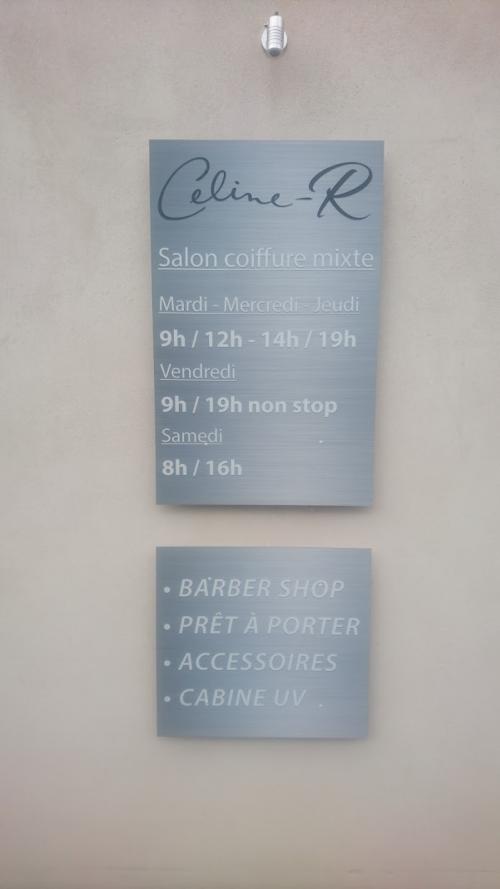 Celine-R
Salon coiffure mixte
Mardi - Mercredi - Jeudi
9h / 12h - 14h / 19h
Vendredi
9h / 19h non stop
Samedi
8h / 16h
• BARBER SHOP
• PRÊT À PORTER
• ACCESSOIRES
• CABINE UV